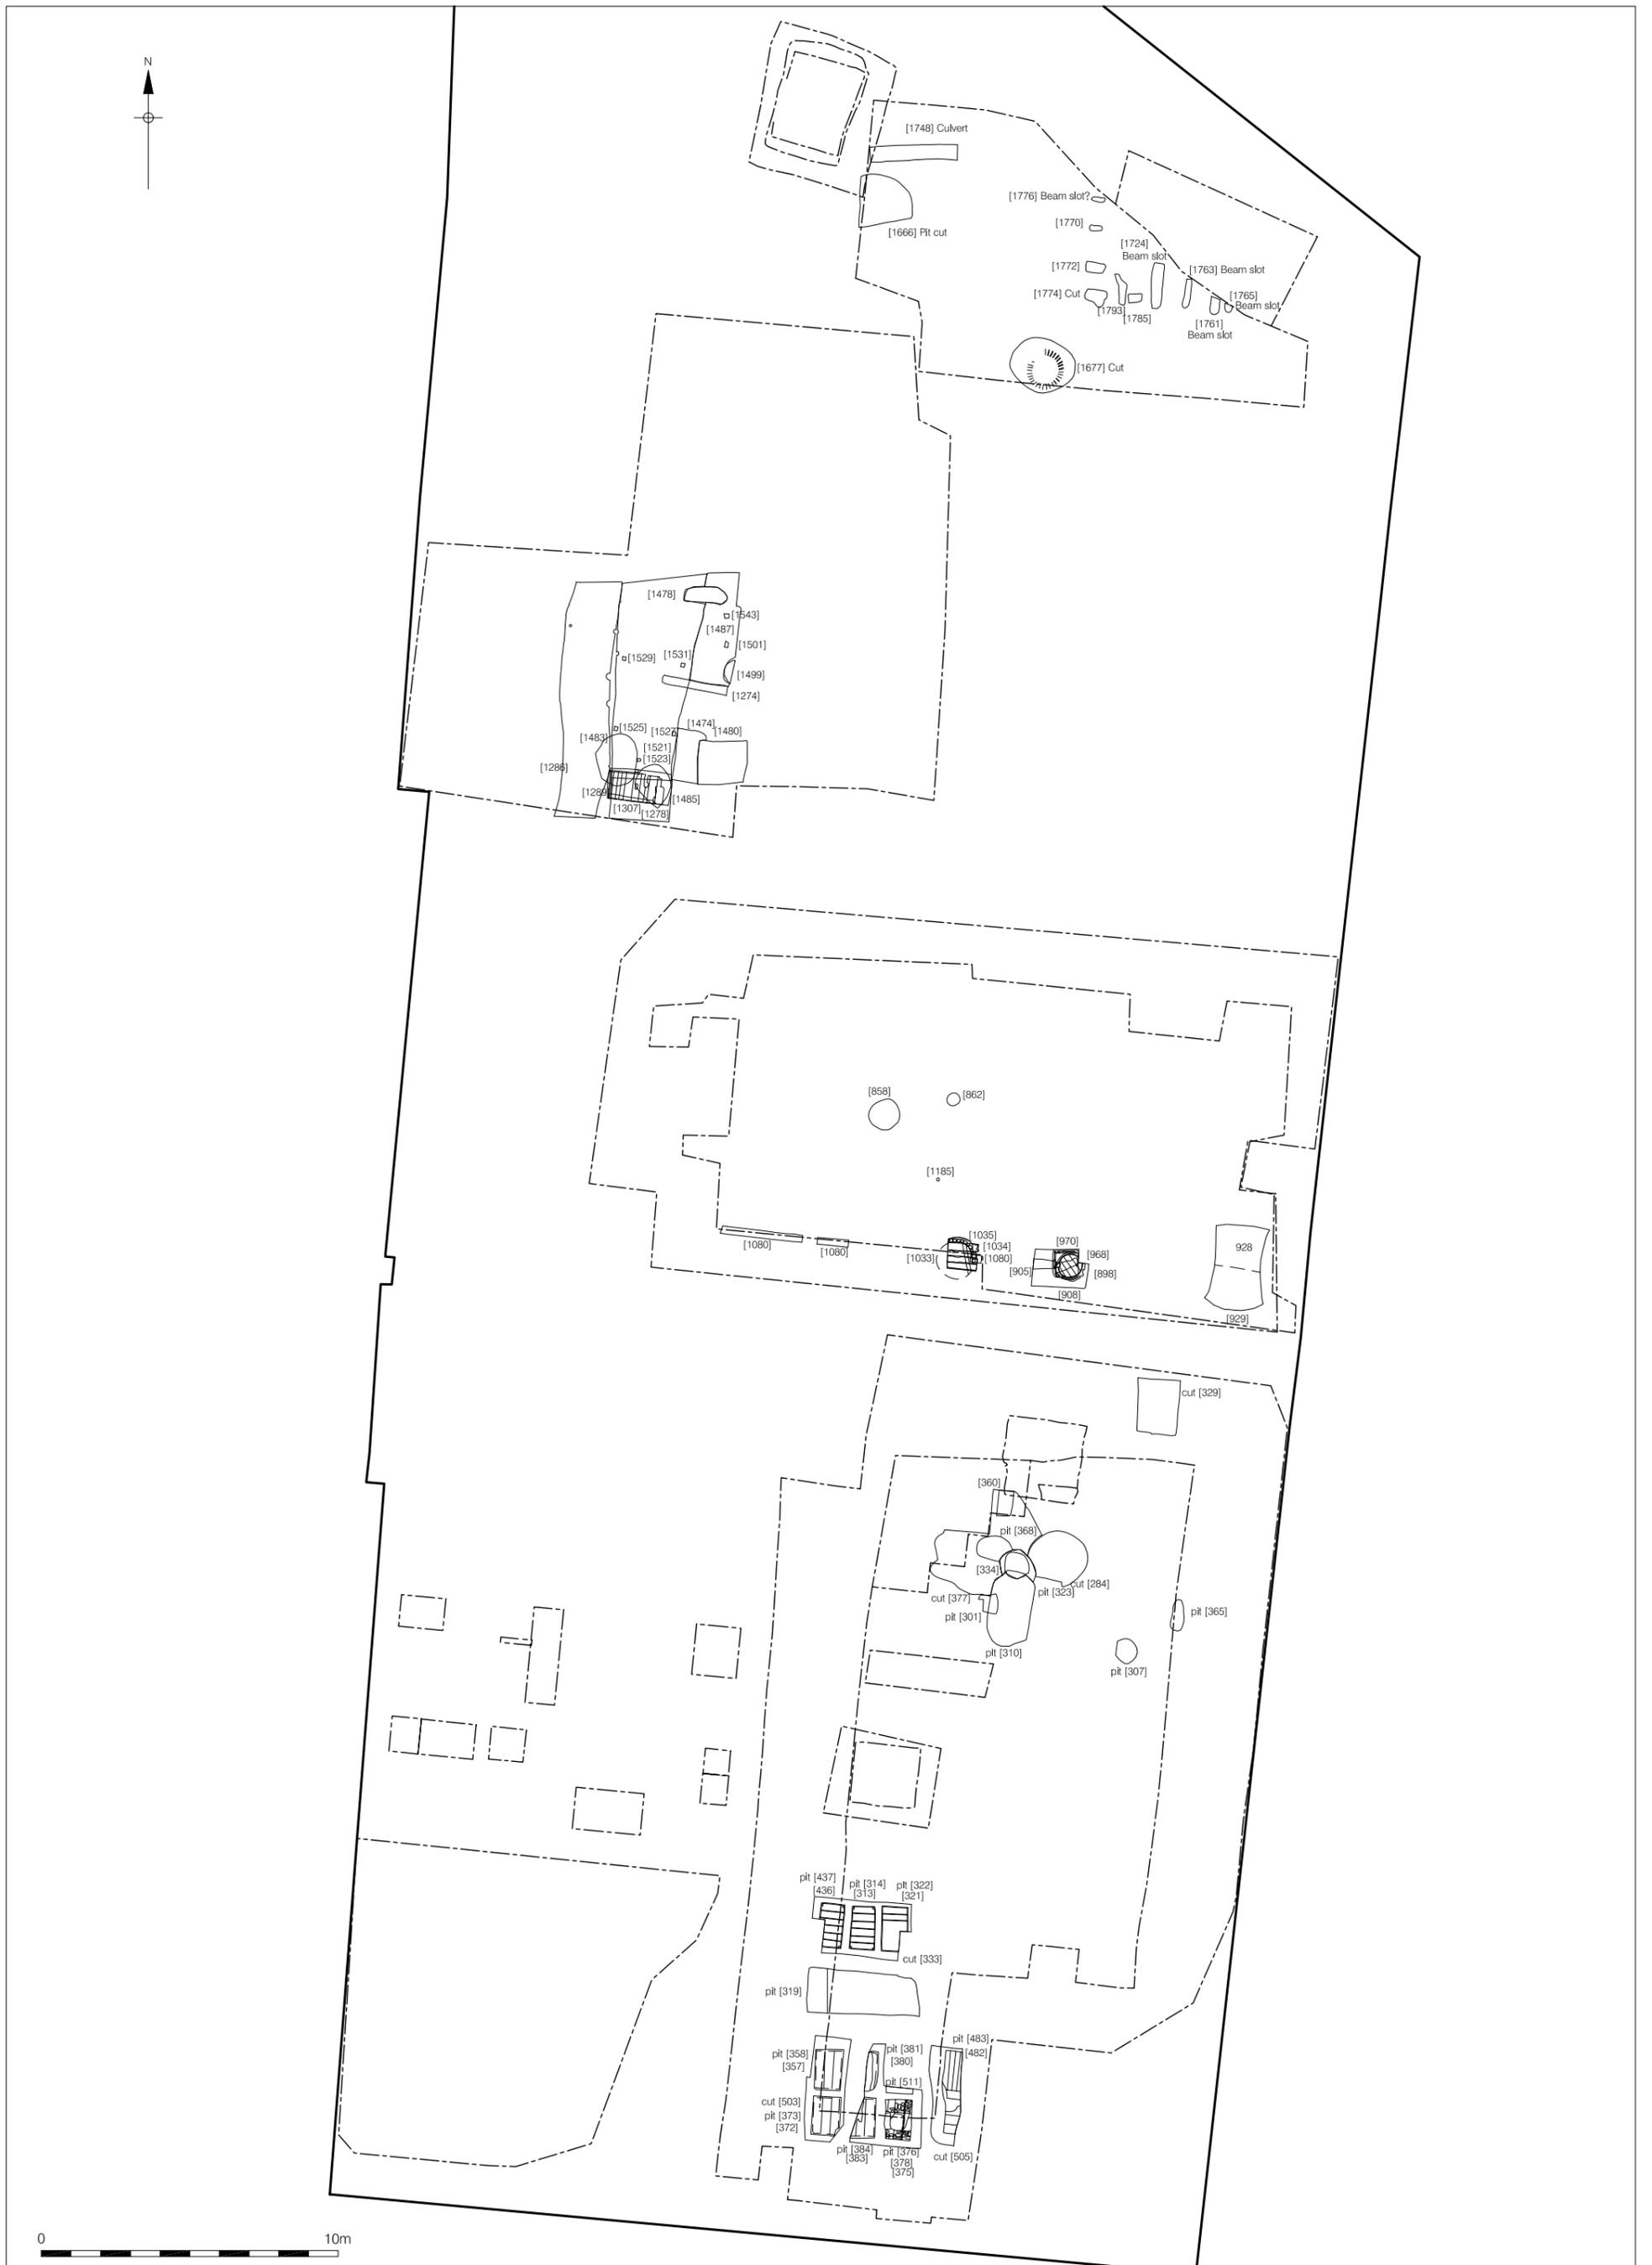 N
[1748] Culvert
[1776] Beam slot?
[1666] Pit cut
[1770]
[1724]
Beam slot
[1772]
[1763] Beam slot
[1774] Cut
[1765]
Beam slot
[1793]
[1785]
[1761]
Beam slot
[1677] Cut
[1478]
[1543]
[1487]
[1501]
[1529]
[1531]
[1499]
[1274]
[1525]
[1527]
[1474]
[1480]
[1483]
[1521]
[1523]
[1286]
[1289]
[1485]
[1307]
[1278]
[858]
[862]
[1185]
[1035]
[1034]
[1080]
[1080]
[1033]
[1080]
[970]
[968]
[905]
[898]
[908]
928
[929]
cut [329]
[360]
pit [368]
[334]
cut [284]
pit [323]
cut [377]
pit [301]
pit [310]
pit [365]
pit [307]
pit [437]
[436]
pit [314]
[313]
pit [322]
[321]
cut [333]
pit [319]
pit [358]
[357]
pit [381]
[380]
pit [483]
[482]
pit [511]
cut [503]
pit [373]
[372]
pit [384]
[383]
pit [376]
[378]
[375]
cut [505]
0 10m